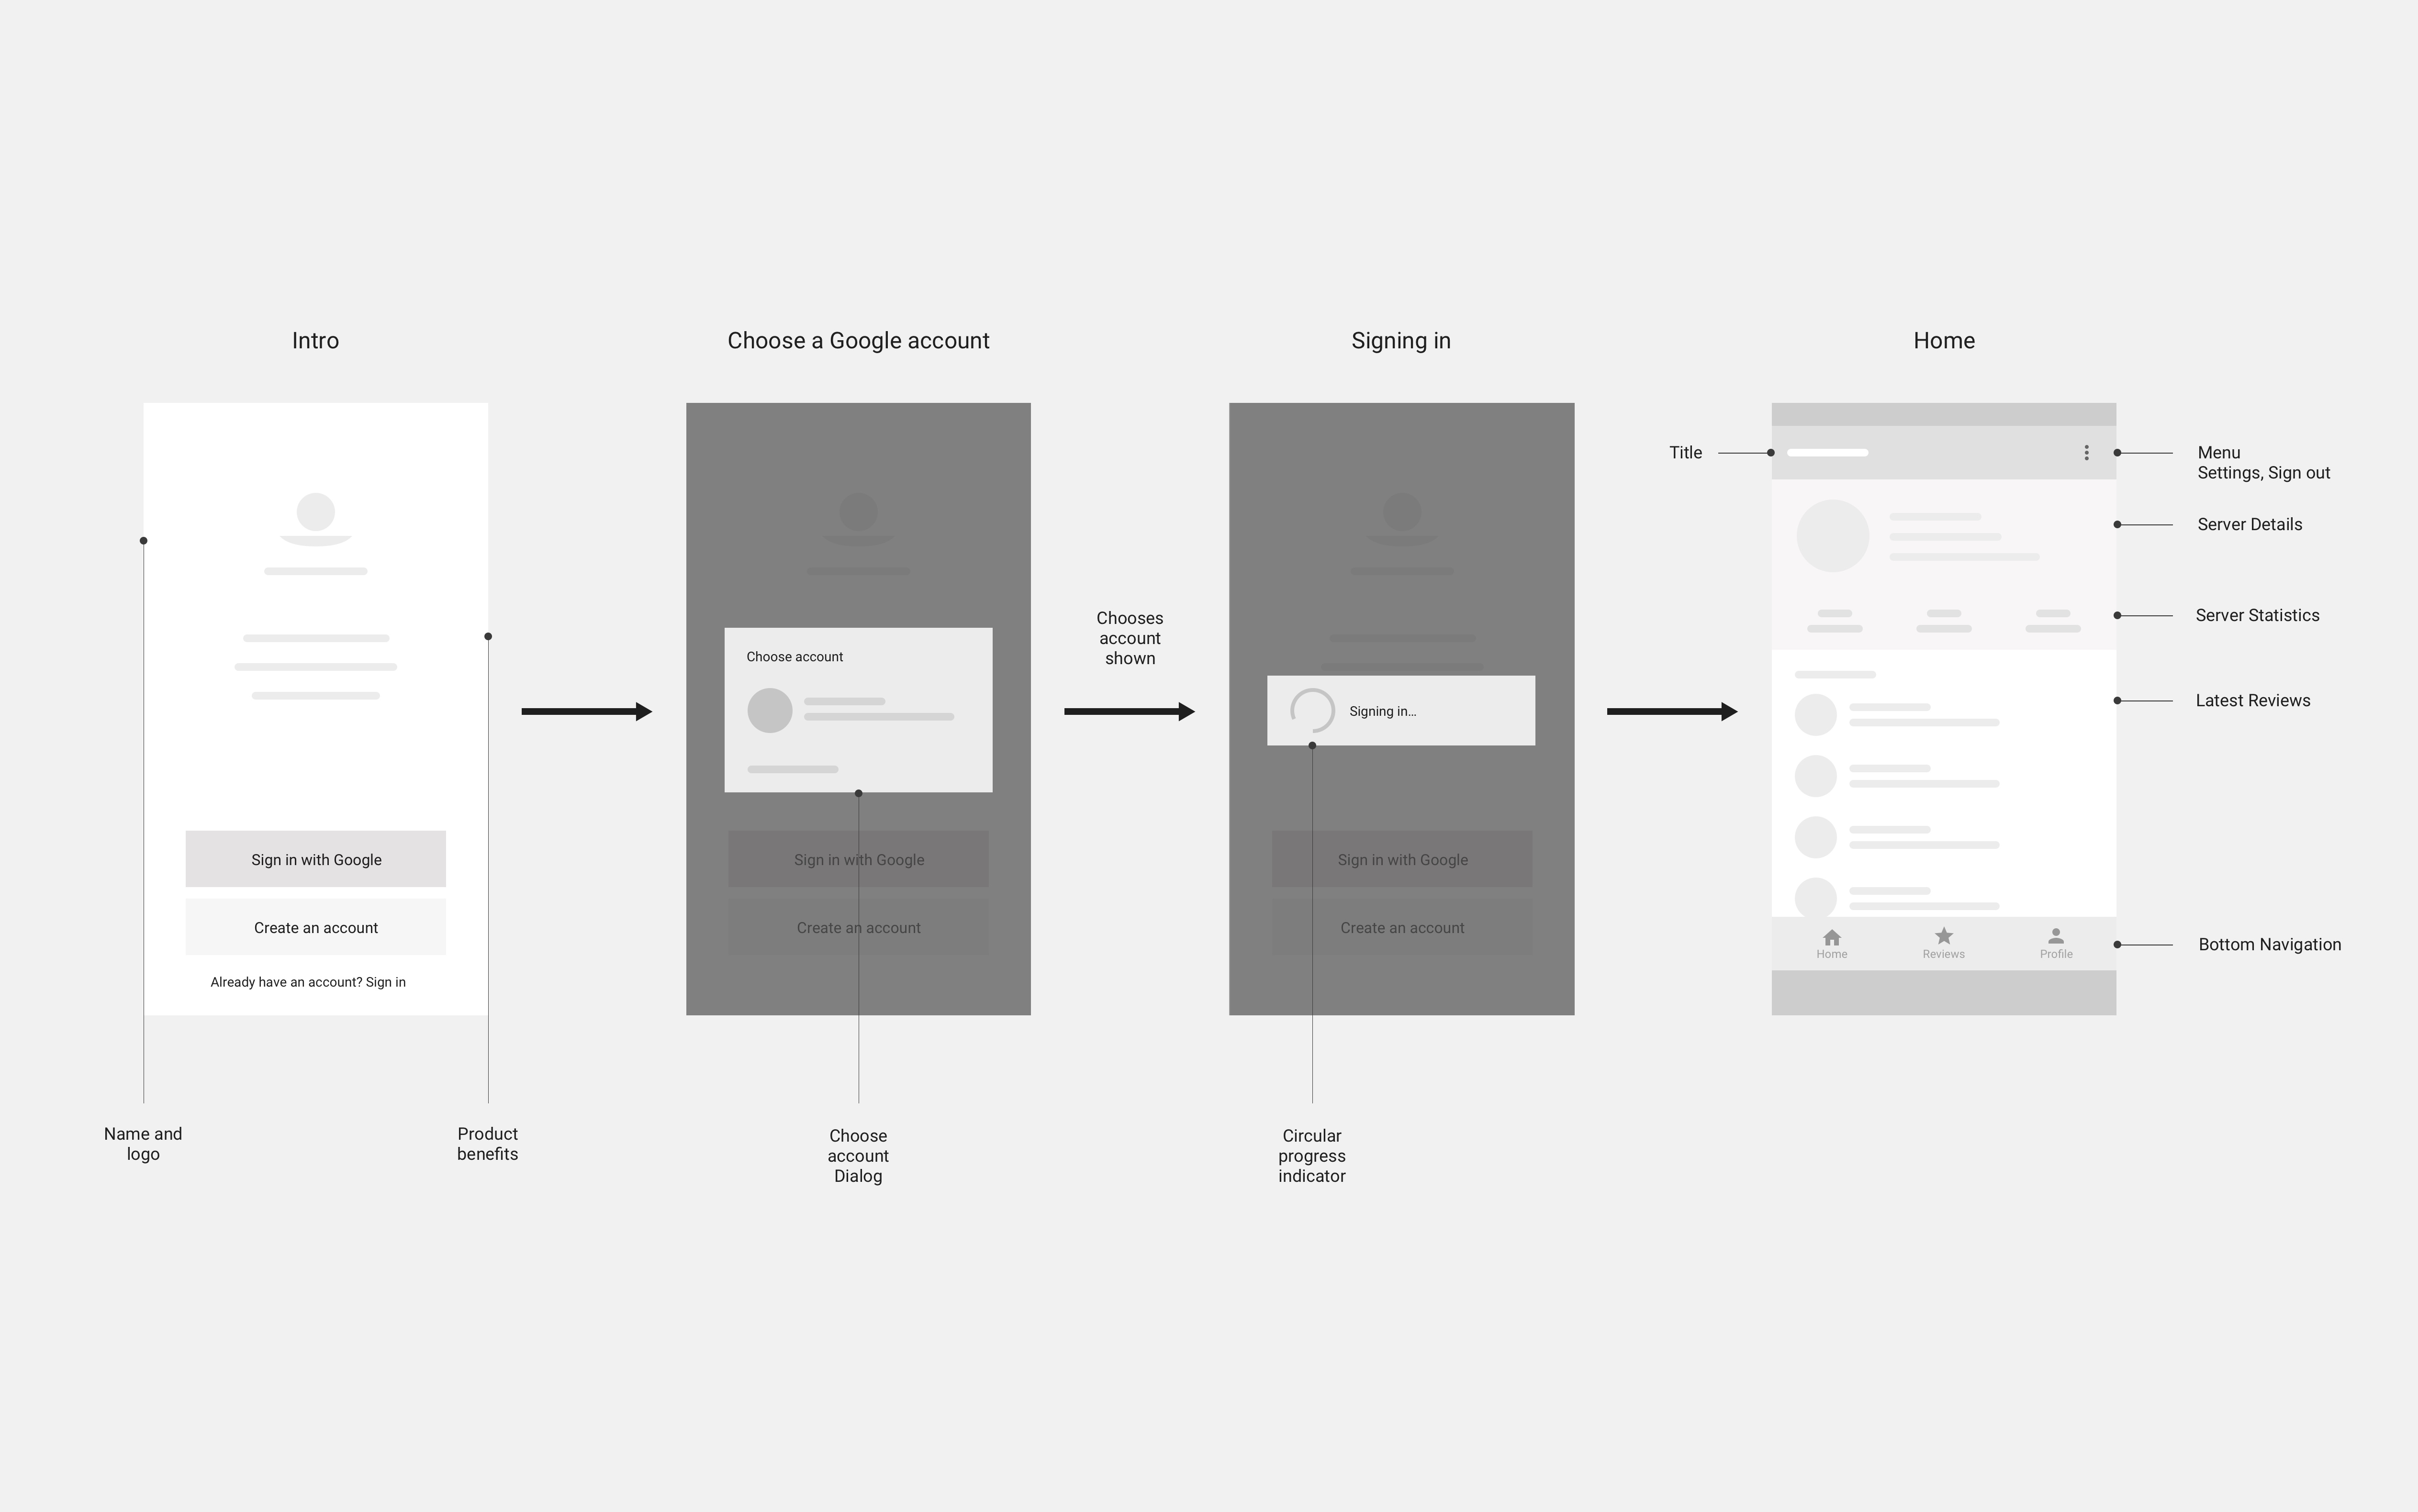 Intro
Choose a Google account
Signing in
Home
Sign in with Google
Create an account
Already have an account? Sign in
Name and
logo
Product
benefits
Choose account
Sign in with Google
Create an account
Choose
account
Dialog
Chooses
account
shown
Signing in...
Sign in with Google
Create an account
Circular
progress
indicator
Title
Menu
Settings, Sign out
Server Details
Server Statistics
Latest Reviews
Home
Reviews
Profile
Bottom Navigation